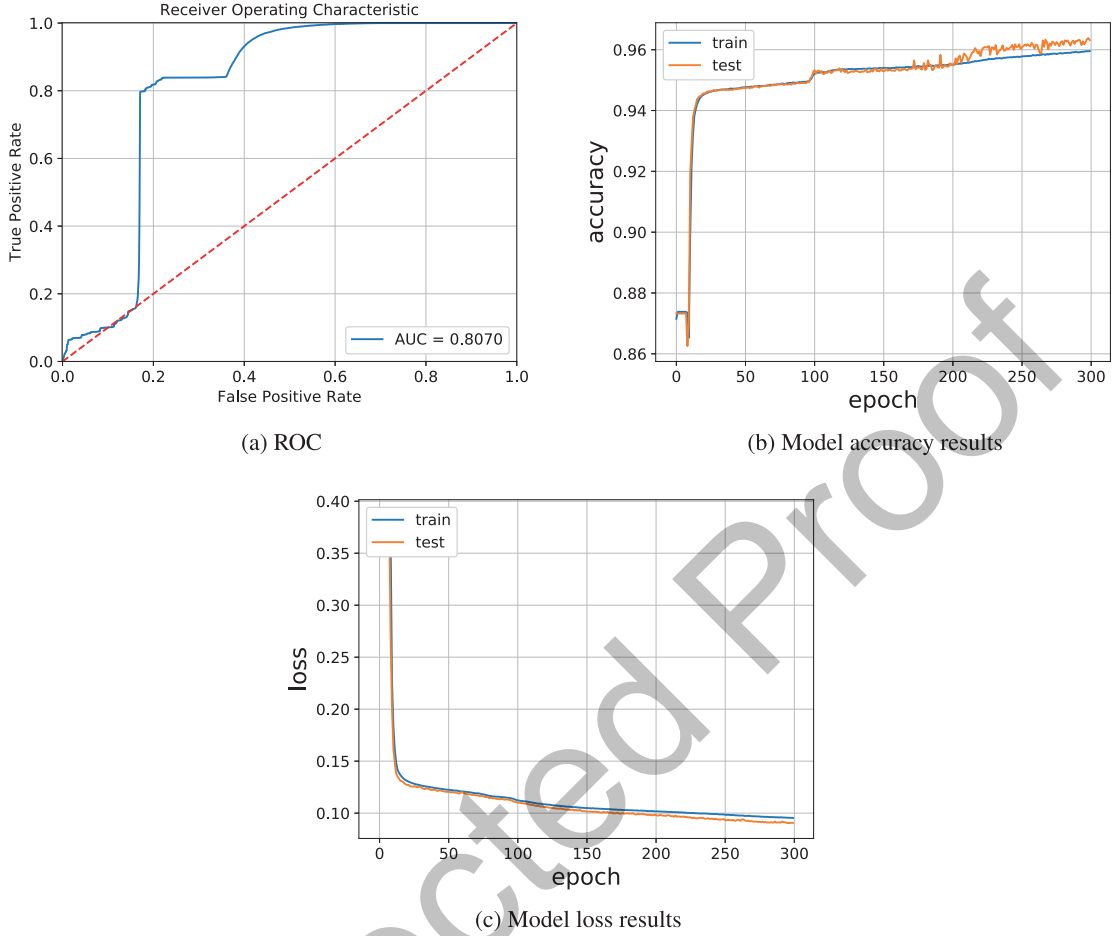 Receiver Operating Characteristic
1.0
0.8
0.6
0.4
0.2
0.0
True Positive Rate
AUC = 0.8070
0.0 0.2 0.4 0.6 0.8 1.0
False Positive Rate
(a) ROC
train
test
0.96
0.94
0.92
0.90
0.88
0.86
accuracy
0 50 100 150 200 250 300
epoch
(b) Model accuracy results
train
test
0.40
0.35
0.30
0.25
0.20
0.15
0.10
loss
0 50 100 150 200 250 300
epoch
(c) Model loss results
cted Proof